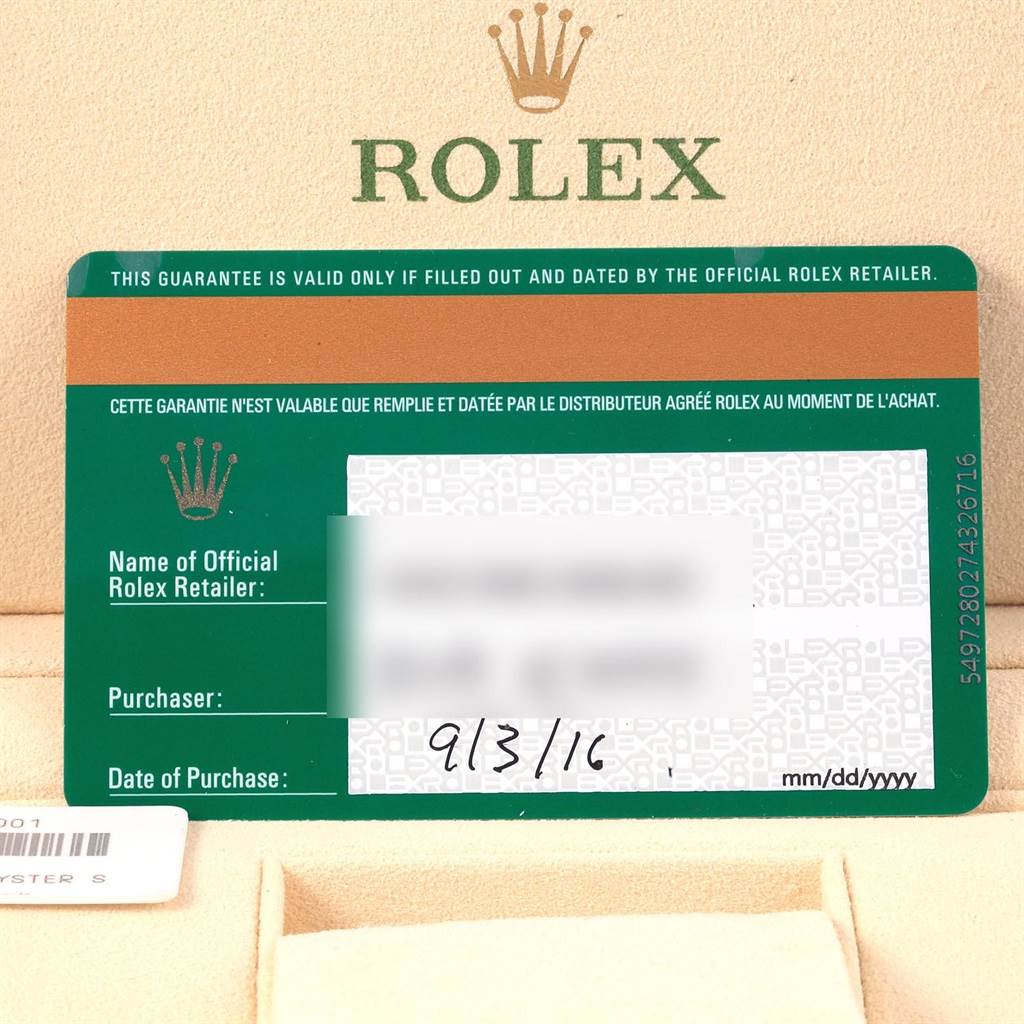 ROLEX
THIS GUARANTEE IS VALID ONLY IF FILLED OUT AND DATED BY THE OFFICIAL ROLEX RETAILER.
CETTE GARANTIE N'EST VALABLE QUE REMPLIE ET DATÉE PAR LE DISTRIBUTEUR AGRÉÉ ROLEX AU MOMENT DE L'ACHAT.
Name of Official
Rolex Retailer:
Purchaser:
Date of Purchase:
9/3/16
mm/dd/yyyy
5497280274326716
001
YSTER S